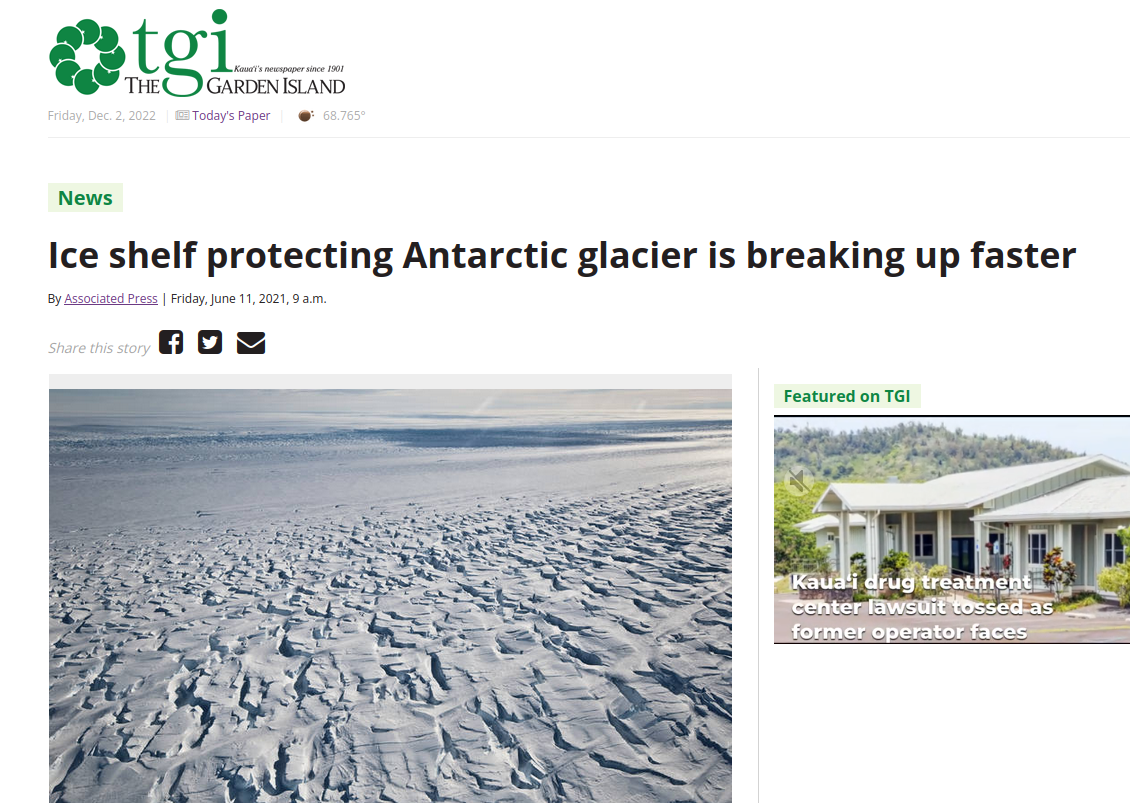 tgi
Kaua'i's newspaper since 1901
THE GARDEN ISLAND
Friday, Dec. 2, 2022 | Today's Paper | 68.765°
News
Ice shelf protecting Antarctic glacier is breaking up faster
By Associated Press | Friday, June 11, 2021, 9 a.m.
Share this story
Featured on TGI
Kaua‘i drug treatment
center lawsuit tossed as
former operator faces